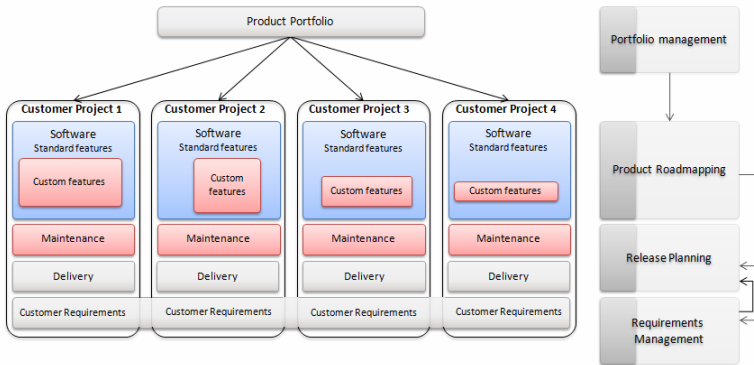 Product Portfolio
Portfolio management
Customer Project 1
Customer Project 2
Customer Project 3
Customer Project 4
Software
Standard features
Custom features
Software
Standard features
Custom
features
Software
Standard features
Custom features
Software
Standard features
Custom features
Product Roadmapping
Maintenance
Maintenance
Maintenance
Maintenance
Release Planning
Delivery
Delivery
Delivery
Delivery
Customer Requirements
Customer Requirements
Customer Requirements
Customer Requirements
Requirements
Management